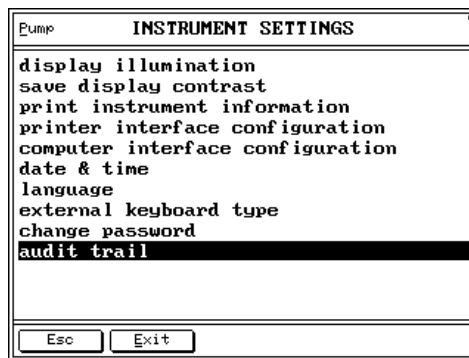 Pump INSTRUMENT SETTINGS
display illumination
save display contrast
print instrument information
printer interface configuration
computer interface configuration
date & time
language
external keyboard type
change password
audit trail
Esc Exit